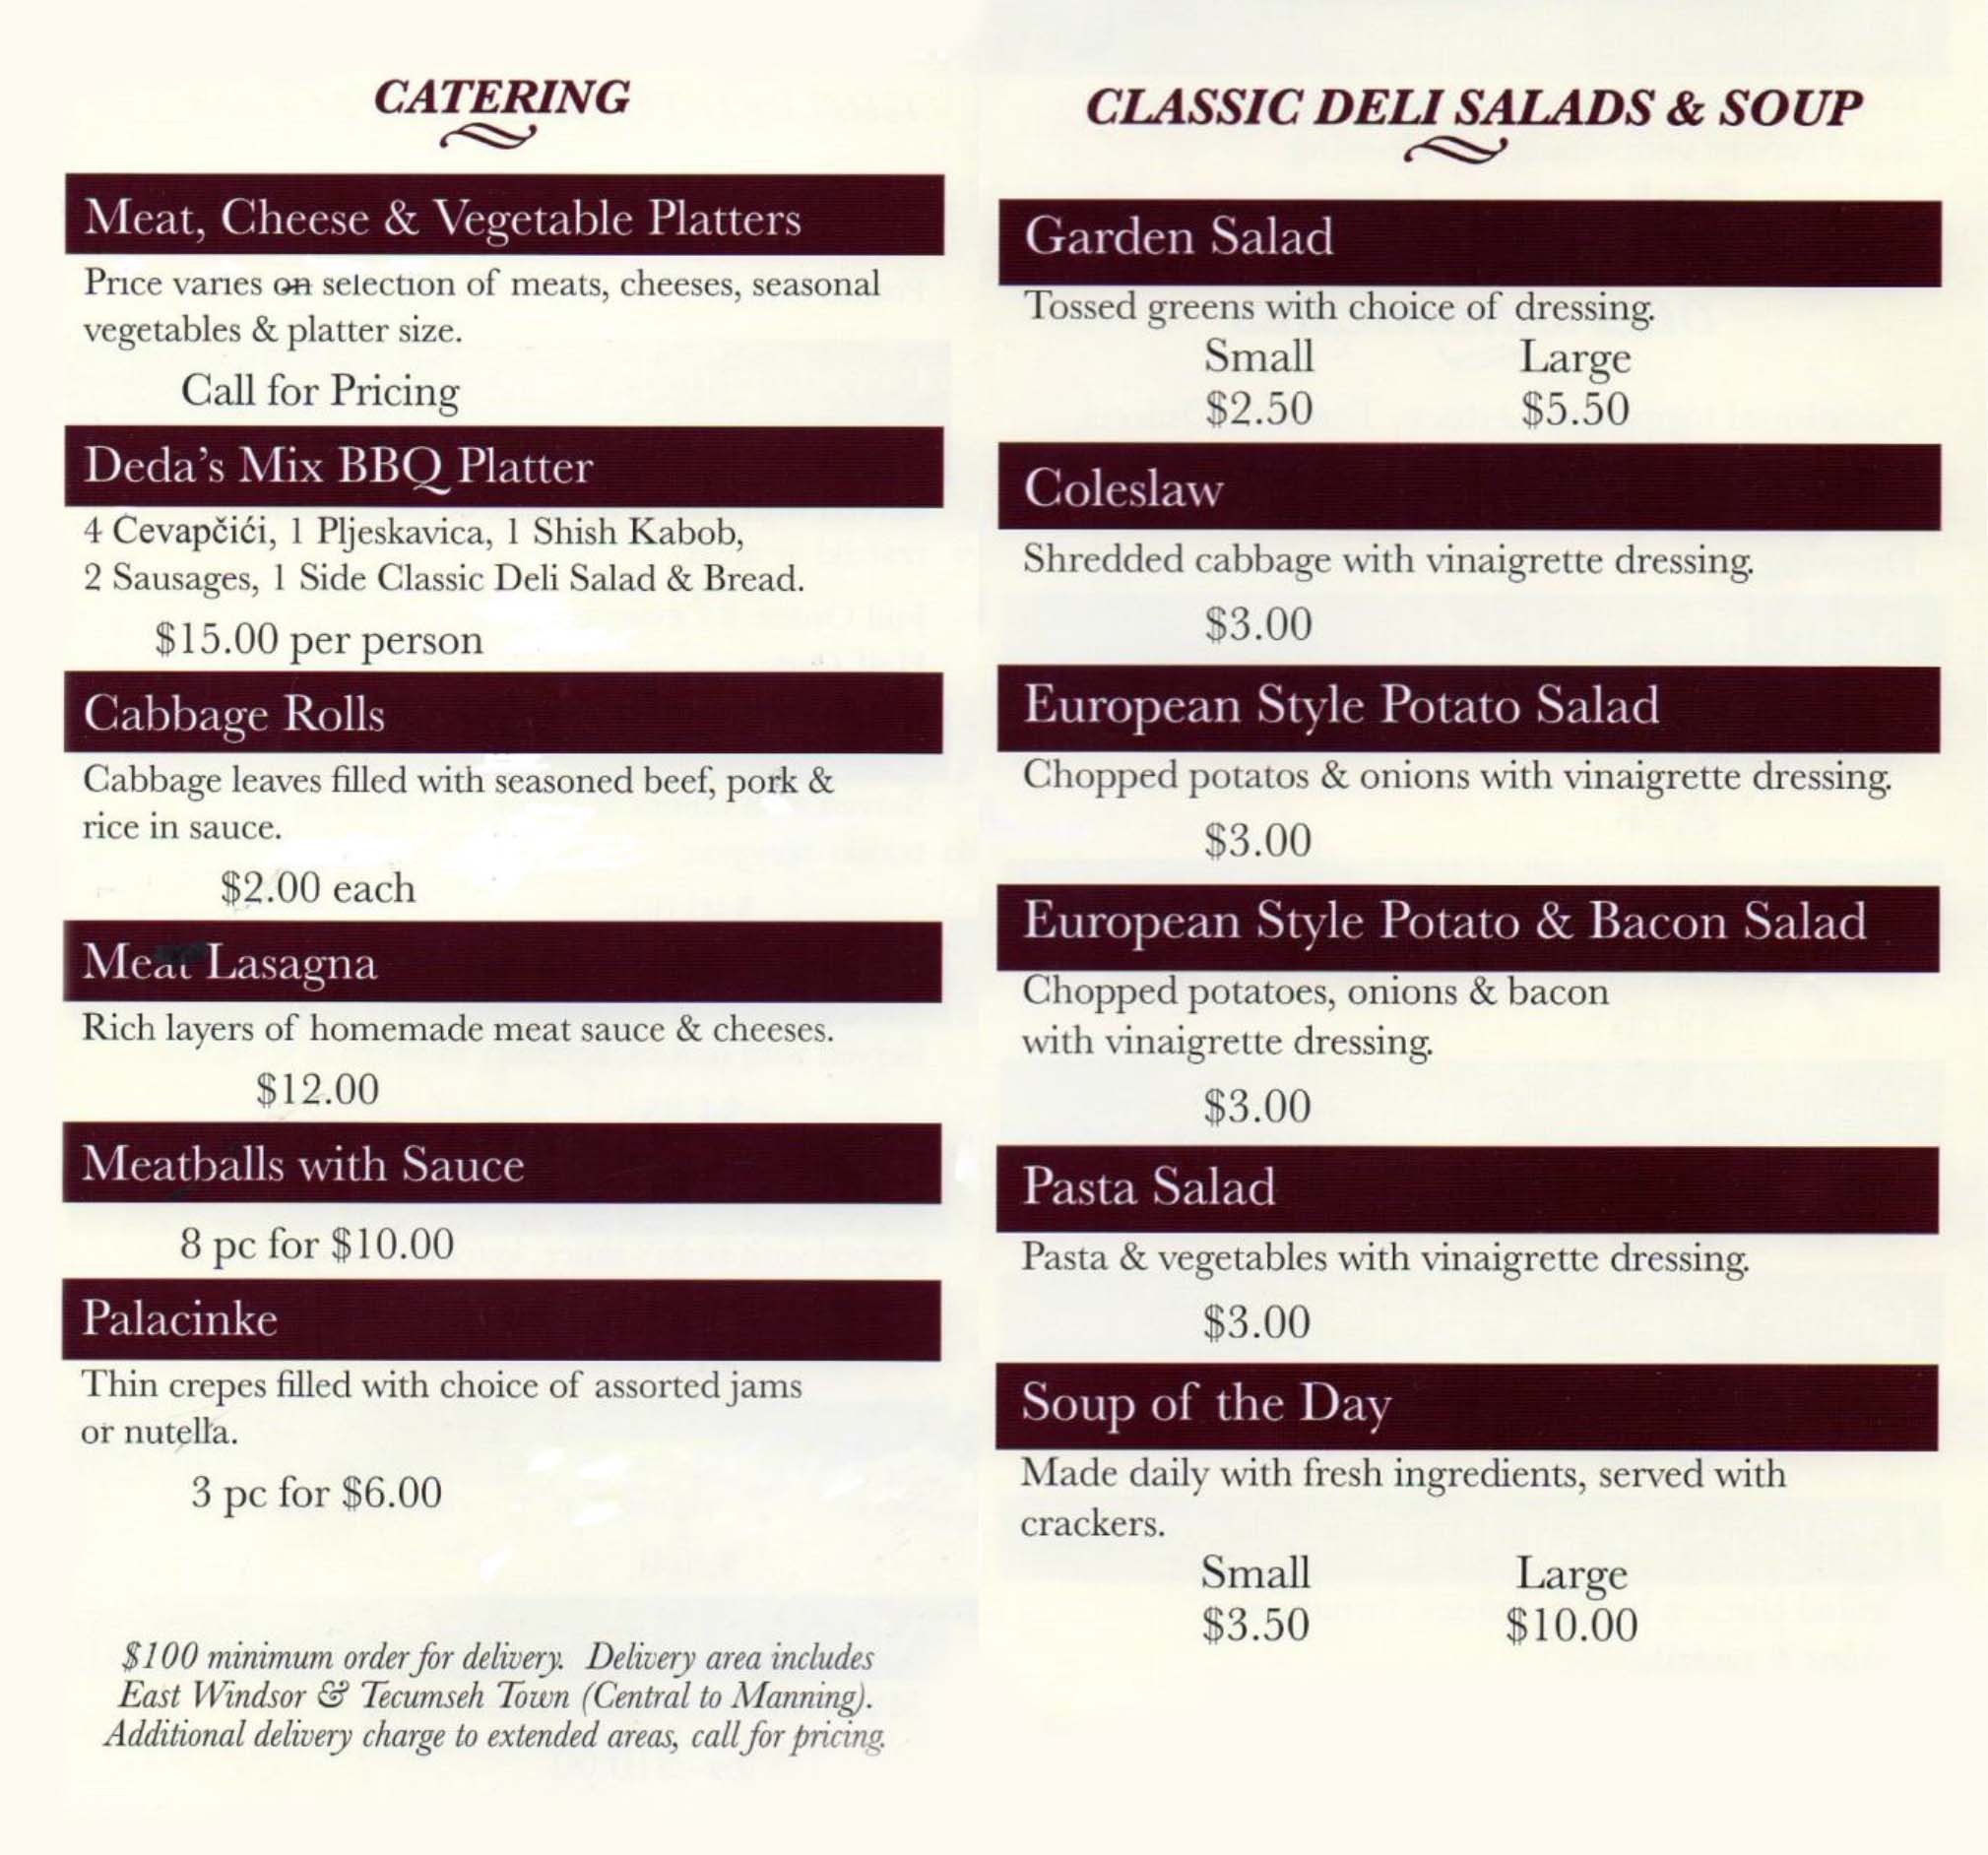 CATERING
Meat, Cheese & Vegetable Platters
Price varies on selection of meats, cheeses, seasonal
vegetables & platter size.
Call for Pricing
Deda's Mix BBQ Platter
4 Cevapčići, 1 Pljeskavica, 1 Shish Kabob,
2 Sausages, 1 Side Classic Deli Salad & Bread.
$15.00 per person
Cabbage Rolls
Cabbage leaves filled with seasoned beef, pork &
rice in sauce.
$2.00 each
Meat Lasagna
Rich layers of homemade meat sauce & cheeses.
$12.00
Meatballs with Sauce
8 pc for $10.00
Palacinke
Thin crepes filled with choice of assorted jams
or nutella.
3 pc for $6.00
$100 minimum order for delivery. Delivery area includes
East Windsor & Tecumseh Town (Central to Manning).
Additional delivery charge to extended areas, call for pricing.
CLASSIC DELI SALADS & SOUP
Garden Salad
Tossed greens with choice of dressing.
Small Large
$2.50 $5.50
Coleslaw
Shredded cabbage with vinaigrette dressing.
$3.00
European Style Potato Salad
Chopped potatos & onions with vinaigrette dressing.
$3.00
European Style Potato & Bacon Salad
Chopped potatoes, onions & bacon
with vinaigrette dressing.
$3.00
Pasta Salad
Pasta & vegetables with vinaigrette dressing.
$3.00
Soup of the Day
Made daily with fresh ingredients, served with
crackers.
Small Large
$3.50 $10.00